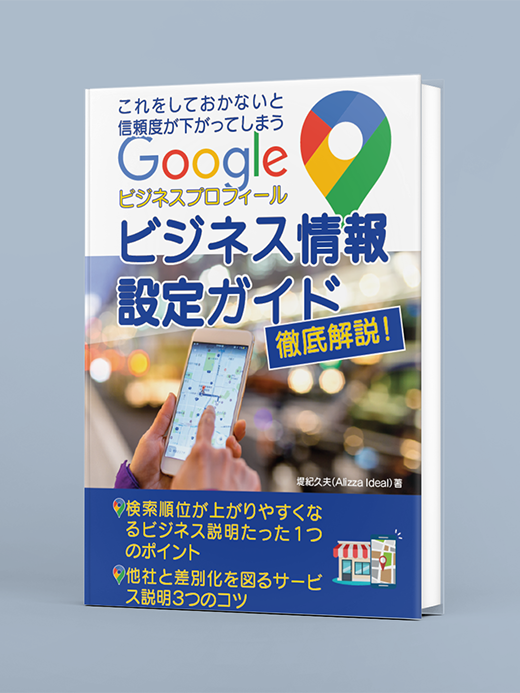 これをしておかないと
信頼度が下がってしまう
Google
ビジネスプロフィール
ビジネス情報
設定ガイド
徹底解説！
堤紀久夫(Alizza Ideal)著
検索順位が上がりやすくな
るビジネス説明たった１つ
のポイント
他社と差別化を図るサービ
ス説明３つのコツ